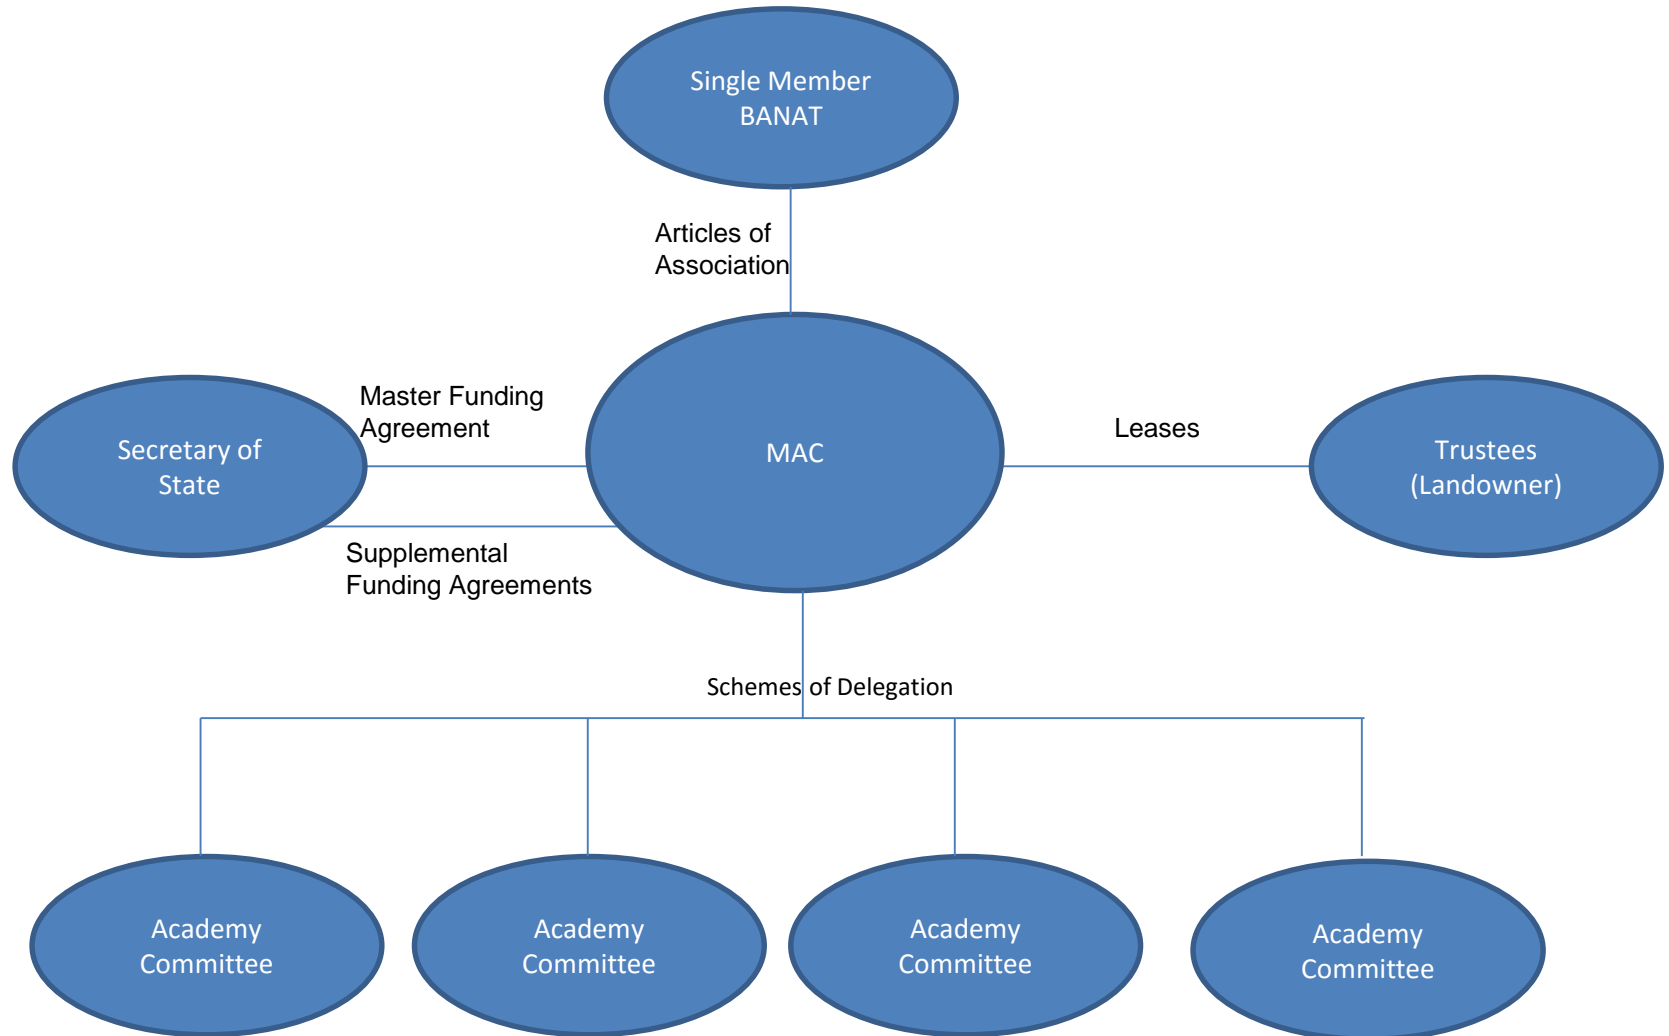 Single Member
BANAT
Articles of
Association
Master Funding
Agreement
Secretary of
State
MAC
Leases
Trustees
(Landowner)
Supplemental
Funding Agreements
Schemes of Delegation
Academy
Committee
Academy
Committee
Academy
Committee
Academy
Committee